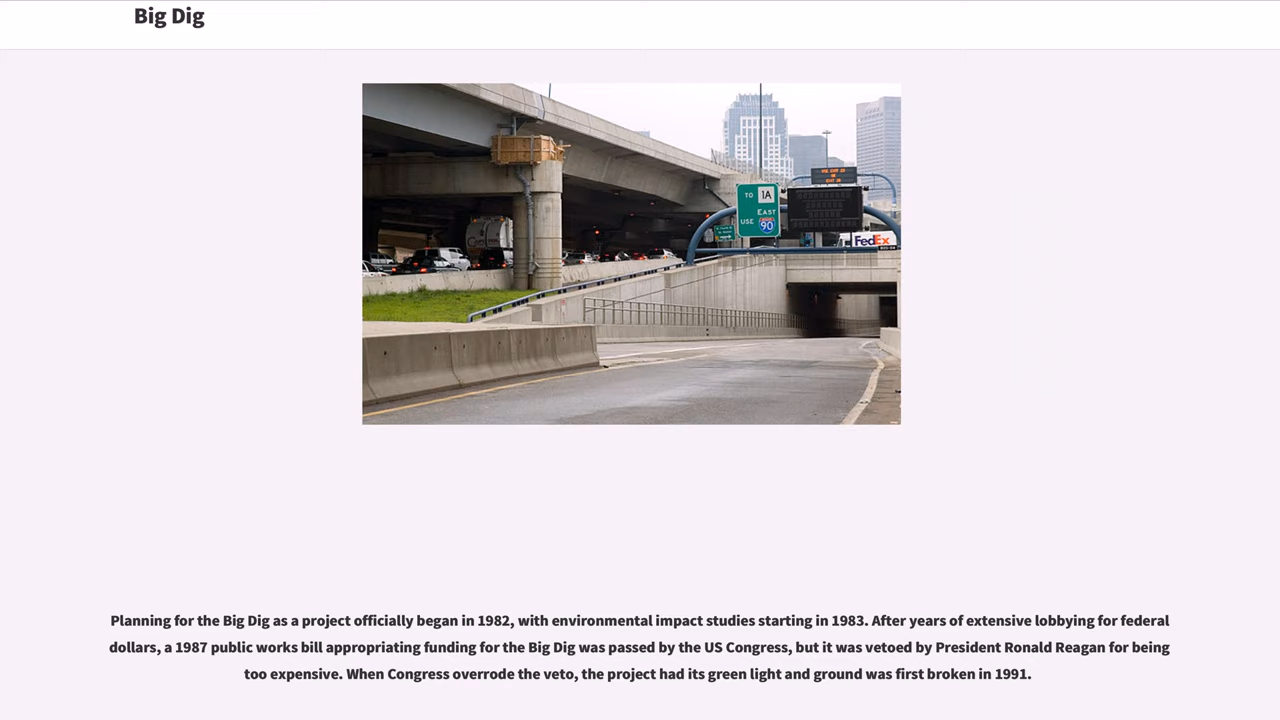 Big Dig
TO 1A
EAST
USE 90
FedEx
Planning for the Big Dig as a project officially began in 1982, with environmental impact studies starting in 1983. After years of extensive lobbying for federal
dollars, a 1987 public works bill appropriating funding for the Big Dig was passed by the US Congress, but it was vetoed by President Ronald Reagan for being
too expensive. When Congress overrode the veto, the project had its green light and ground was first broken in 1991.